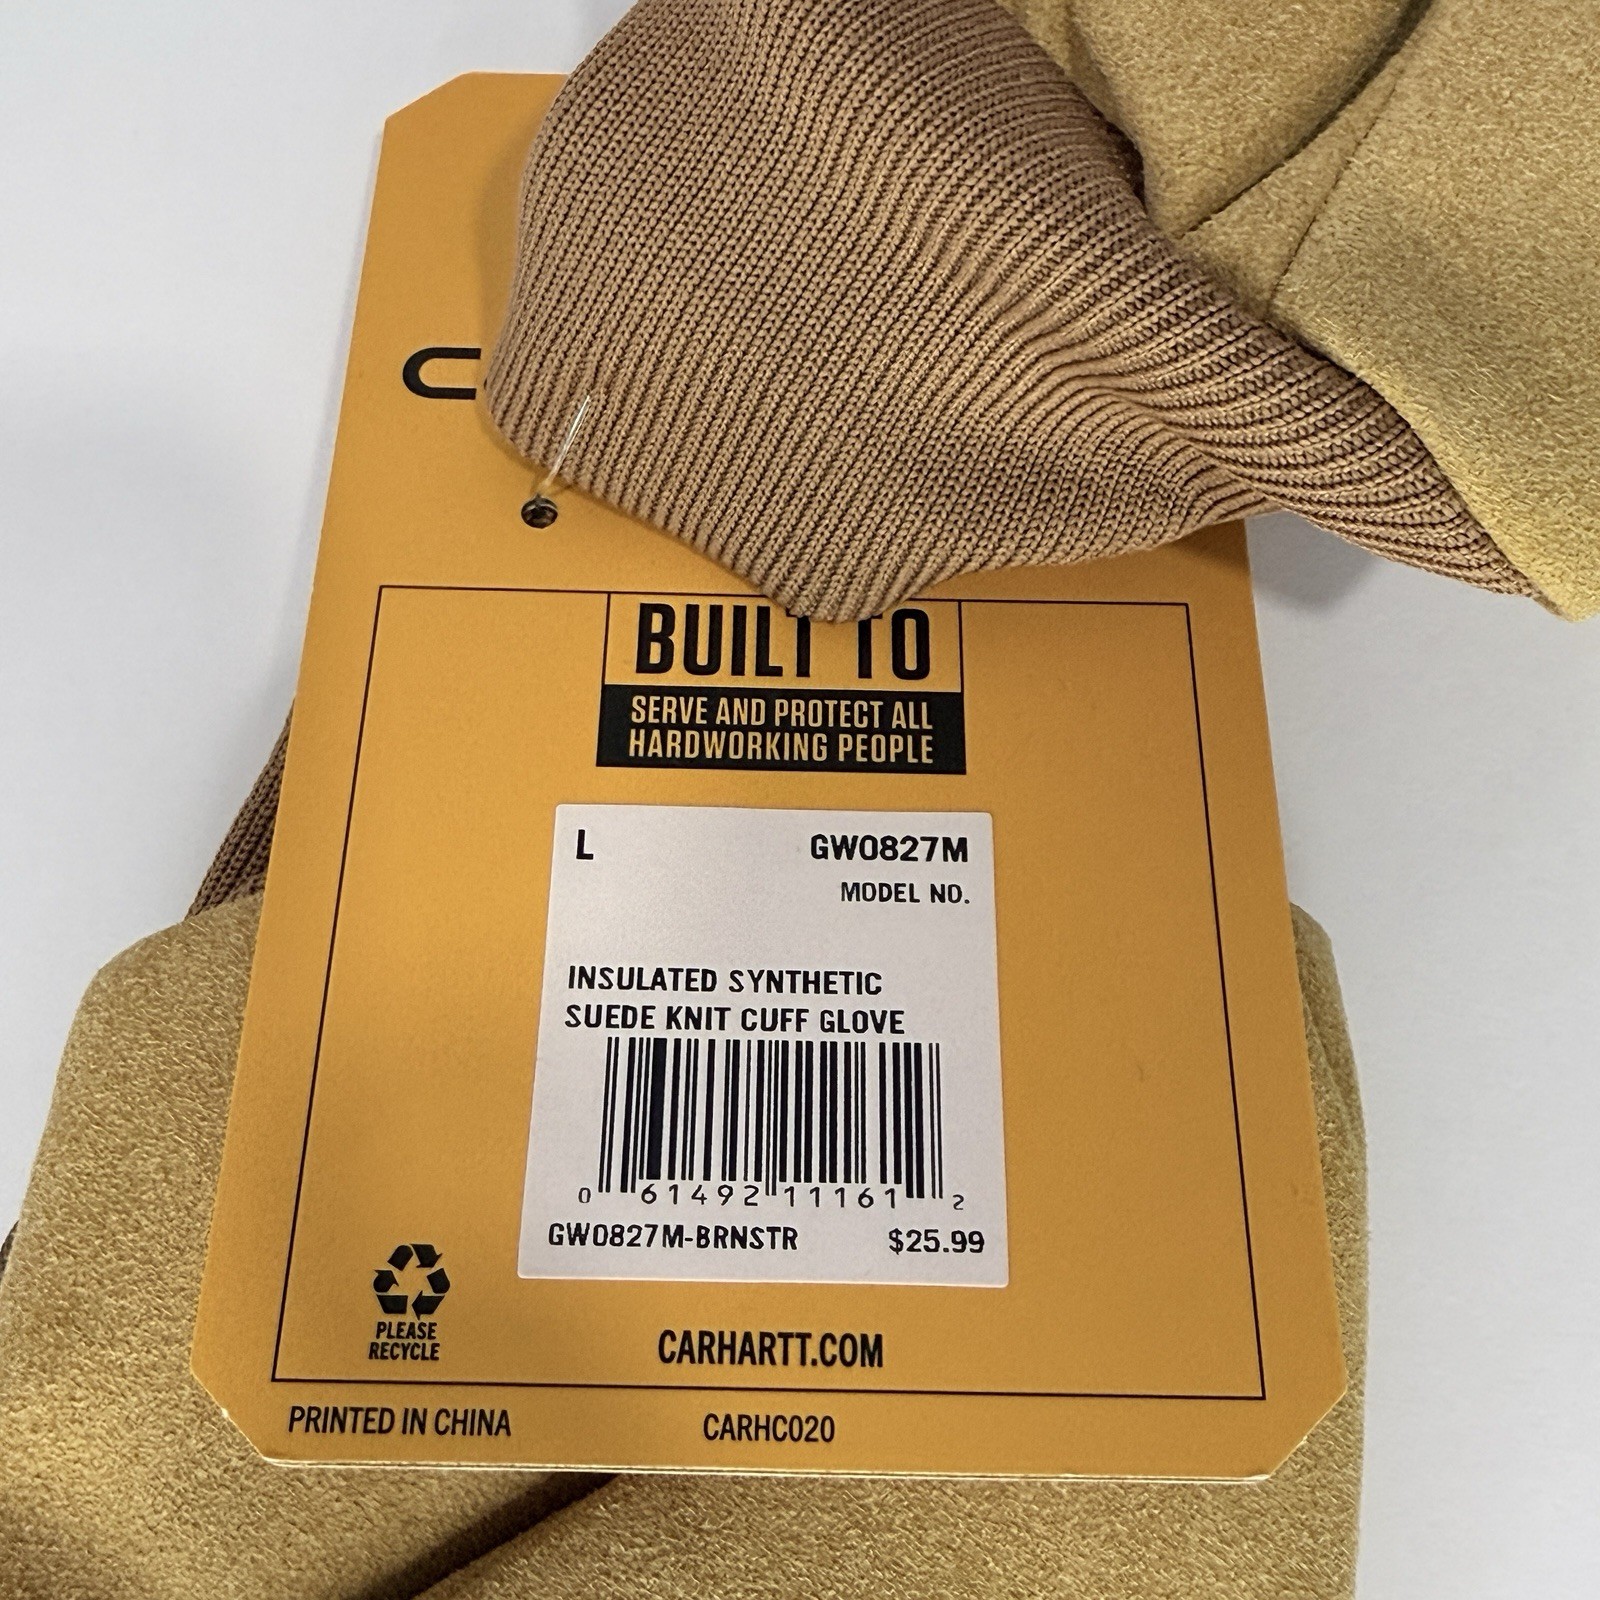 BUILT TO
SERVE AND PROTECT ALL
HARDWORKING PEOPLE
L GW0827M
MODEL NO.
INSULATED SYNTHETIC
SUEDE KNIT CUFF GLOVE
0 61492 11161 2
GW0827M-BRNSTR $25.99
PLEASE
RECYCLE
CARHARTT.COM
PRINTED IN CHINA CARHC020